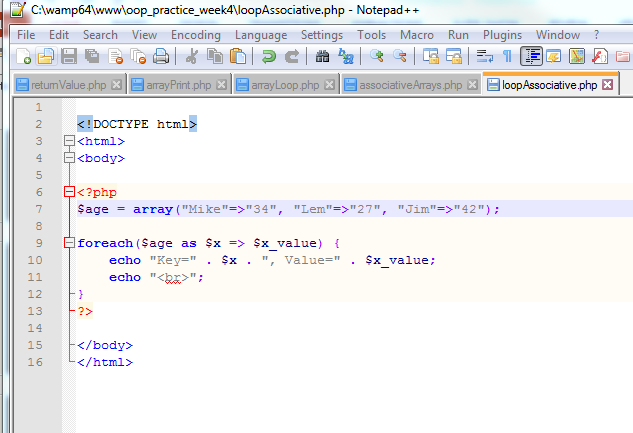 C:\wamp64\www\oop_practice_week4\loopAssociative.php - Notepad++
File Edit Search View Encoding Language Settings Tools Macro Run Plugins Window ?
returnValue.php arrayPrint.php arrayLoop.php associativeArrays.php loopAssociative.php
1
2 <!DOCTYPE html>
3 <html>
4 <body>
5
6 <?php
7 $age = array("Mike"=>"34", "Lem"=>"27", "Jim"=>"42");
8
9 foreach($age as $x => $x_value) {
10 echo "Key=" . $x . ", Value=" . $x_value;
11 echo "<br>";
12 }
13 ?>
14
15 </body>
16 </html>